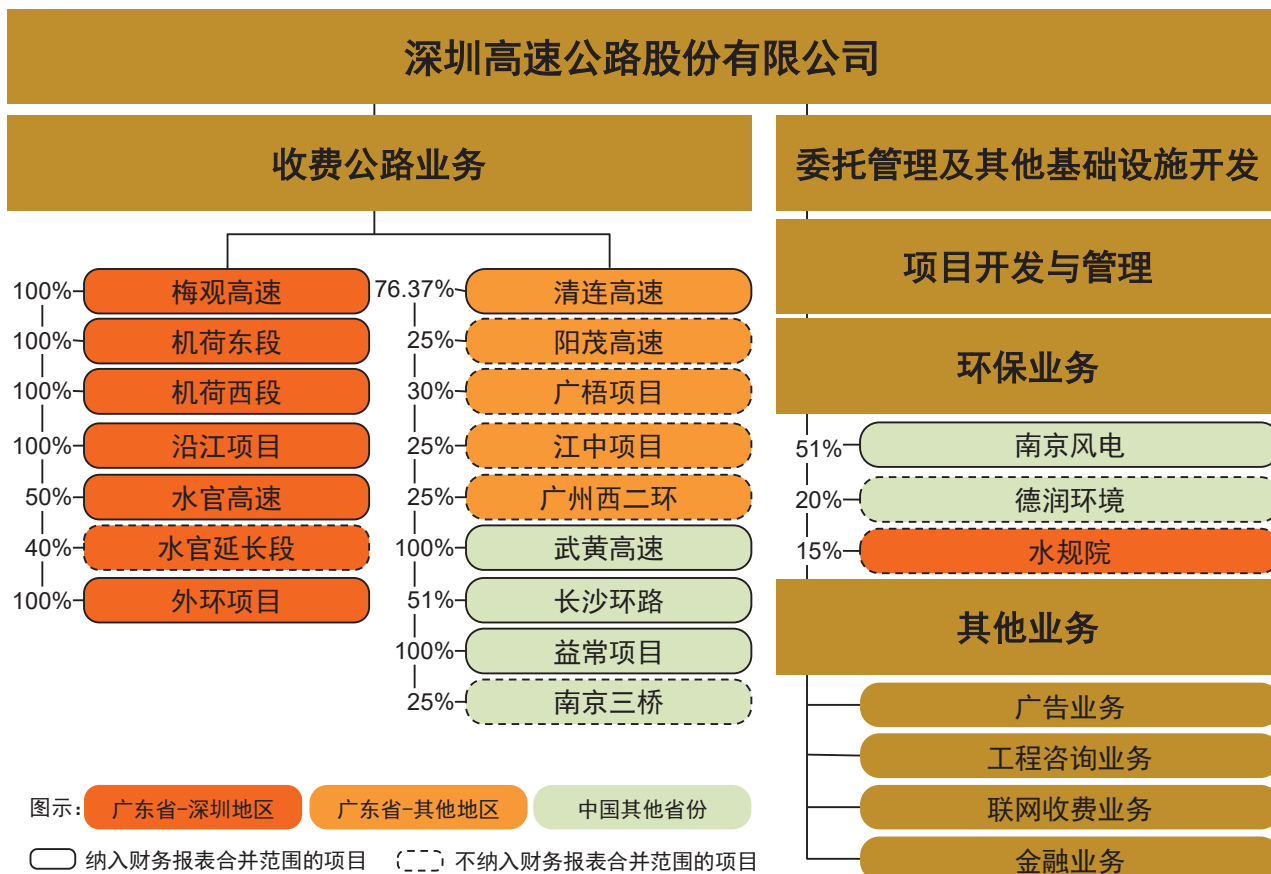 深圳高速公路股份有限公司
收费公路业务
100% 梅观高速
100% 机荷东段
100% 机荷西段
100% 沿江项目
50% 水官高速
40% 水官延长段
100% 外环项目
76.37% 清连高速
25% 阳茂高速
30% 广梧项目
25% 江中项目
25% 广州西二环
100% 武黄高速
51% 长沙环路
100% 益常项目
25% 南京三桥
委托管理及其他基础设施开发
项目开发与管理
环保业务
51% 南京风电
20% 德润环境
15% 水规院
其他业务
广告业务
工程咨询业务
联网收费业务
金融业务
图示: 广东省-深圳地区 广东省-其他地区 中国其他省份
纳入财务报表合并范围的项目 不纳入财务报表合并范围的项目